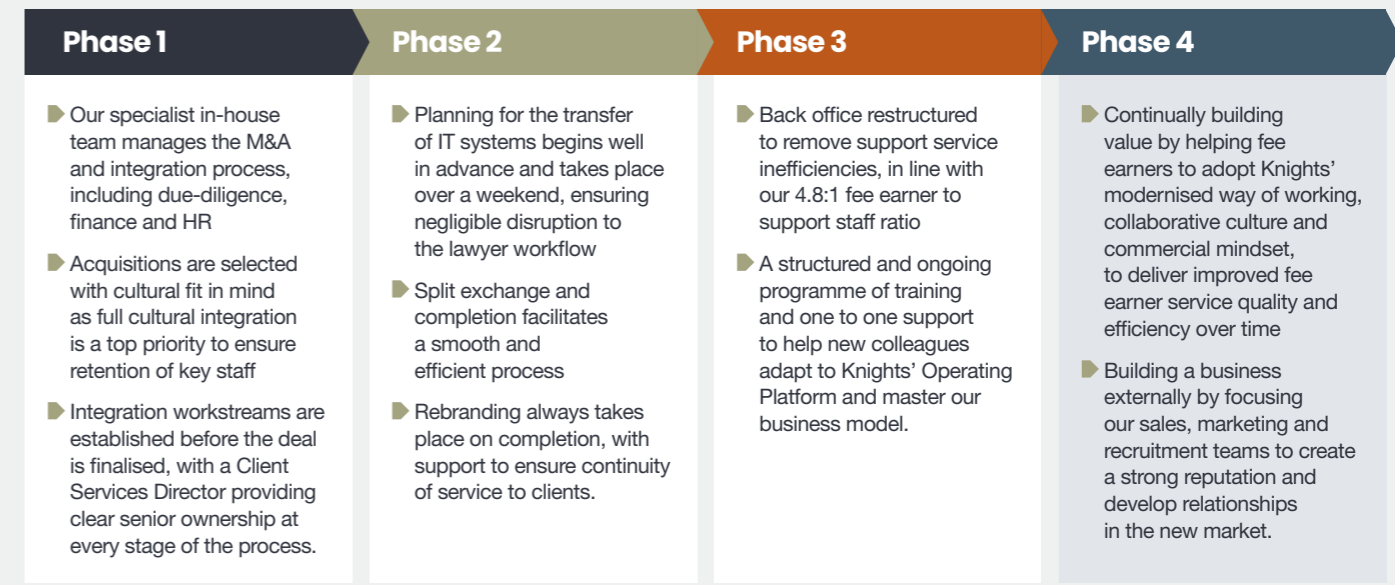 Phase 1
Our specialist in-house
team manages the M&A
and integration process,
including due-diligence,
finance and HR
Acquisitions are selected
with cultural fit in mind
as full cultural integration
is a top priority to ensure
retention of key staff
Integration workstreams are
established before the deal
is finalised, with a Client
Services Director providing
clear senior ownership at
every stage of the process.
Phase 2
Planning for the transfer
of IT systems begins well
in advance and takes place
over a weekend, ensuring
negligible disruption to
the lawyer workflow
Split exchange and
completion facilitates
a smooth and
efficient process
Rebranding always takes
place on completion, with
support to ensure continuity
of service to clients.
Phase 3
Back office restructured
to remove support service
inefficiencies, in line with
our 4.8:1 fee earner to
support staff ratio
A structured and ongoing
programme of training
and one to one support
to help new colleagues
adapt to Knights’ Operating
Platform and master our
business model.
Phase 4
Continually building
value by helping fee
earners to adopt Knights’
modernised way of working,
collaborative culture and
commercial mindset,
to deliver improved fee
earner service quality and
efficiency over time
Building a business
externally by focusing
our sales, marketing and
recruitment teams to create
a strong reputation and
develop relationships
in the new market.